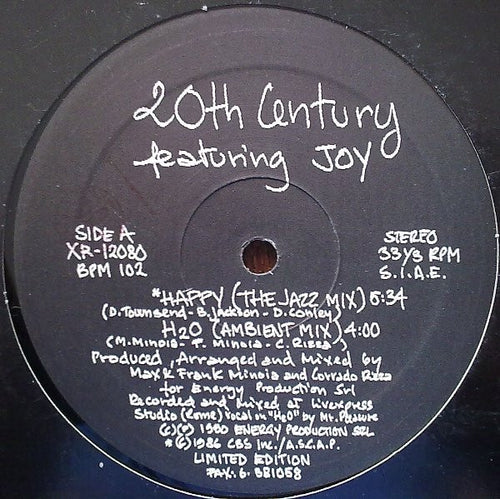 20th Century
featuring JOY
SIDE A
XR-12080
BPM 102
STEREO
33 1/3 RPM
S.I.A.E.
*HAPPY (THE JAZZ MIX) 5:34
(D. Townsend - B. Jackson - D. Conley)
H2O (AMBIENT MIX) 4:00
(M. Minoia - F. Minoia - C. Rizza)
Produced, Arranged and Mixed by
Max & Frank Minoia and Corrado Rizza
for Energy Production Srl
Recorded and Mixed at Liverpress
Studio (Rome) vocal on "H2O" by Mr. Pleasure
(c)(P) 1990 ENERGY PRODUCTION SRL
*(P) 1986 CBS Inc./A.S.C.A.P.
LIMITED EDITION
FAX. 6. 381058